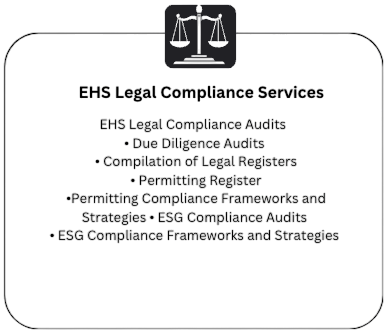 EHS Legal Compliance Services
EHS Legal Compliance Audits
• Due Diligence Audits
• Compilation of Legal Registers
• Permitting Register
•Permitting Compliance Frameworks and
Strategies • ESG Compliance Audits
• ESG Compliance Frameworks and Strategies